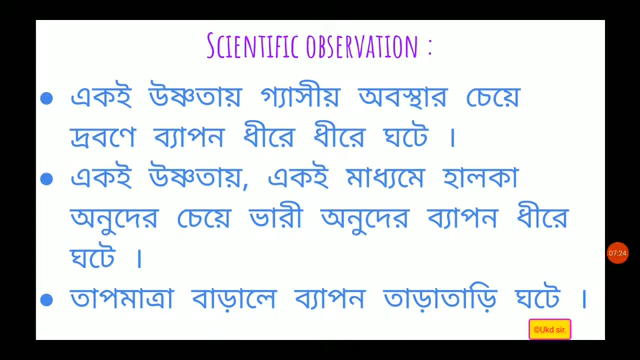 SCIENTIFIC OBSERVATION :
● একই উষ্ণতায় গ্যাসীয় অবস্থার চেয়ে
দ্রবণে ব্যাপন ধীরে ধীরে ঘটে ।
● একই উষ্ণতায়, একই মাধ্যমে হালকা
অনুদের চেয়ে ভারী অনুদের ব্যাপন ধীরে
ঘটে ।
● তাপমাত্রা বাড়ালে ব্যাপন তাড়াতাড়ি ঘটে ।
07:24
©Ukd sir.